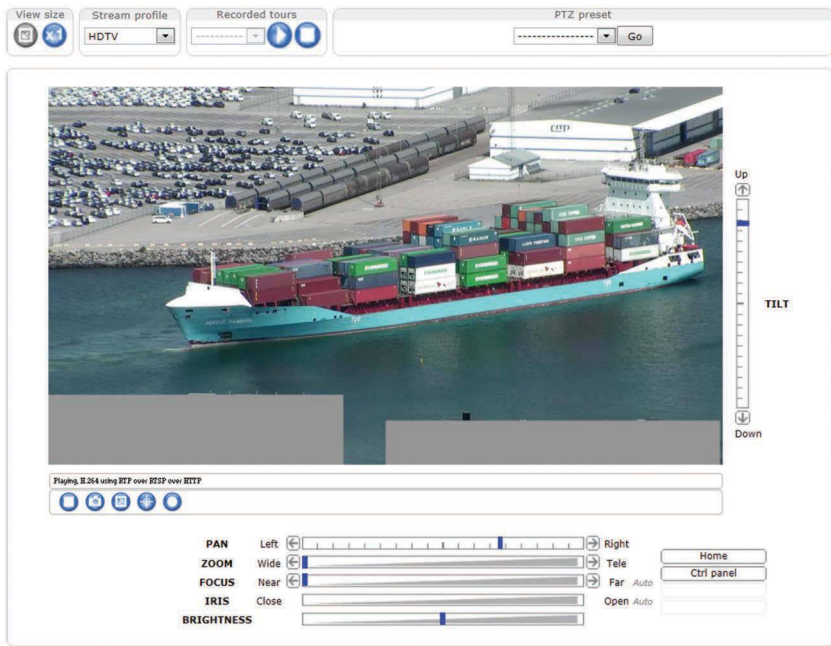 View size
Stream profile
Recorded tours
PTZ preset
x1
HDTV
----------
----------------
Go
Up
TILT
Down
EVERGREEN
EVERGREEN
EVERGREEN
EVERGREEN
Playing, H.264 using RTP over RTSP over HTTP
PAN Left Right
ZOOM Wide Tele
FOCUS Near Far Auto
IRIS Close Open Auto
BRIGHTNESS
Home
Ctrl panel